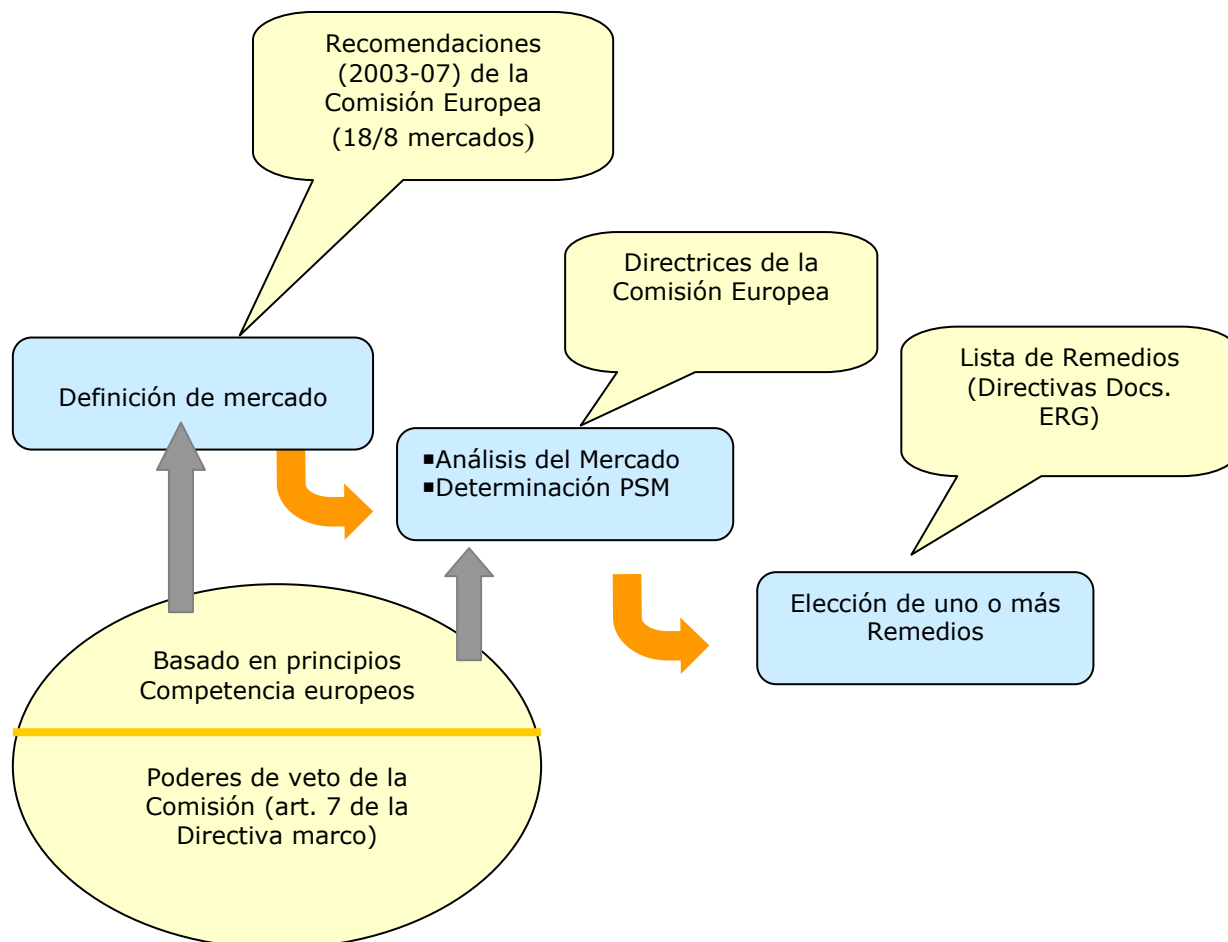 Recomendaciones
(2003-07) de la
Comisión Europea
(18/8 mercados)
Directrices de la
Comisión Europea
Lista de Remedios
(Directivas Docs.
ERG)
Definición de mercado
▪Análisis del Mercado
▪Determinación PSM
Elección de uno o más
Remedios
Basado en principios
Competencia europeos
Poderes de veto de la
Comisión (art. 7 de la
Directiva marco)